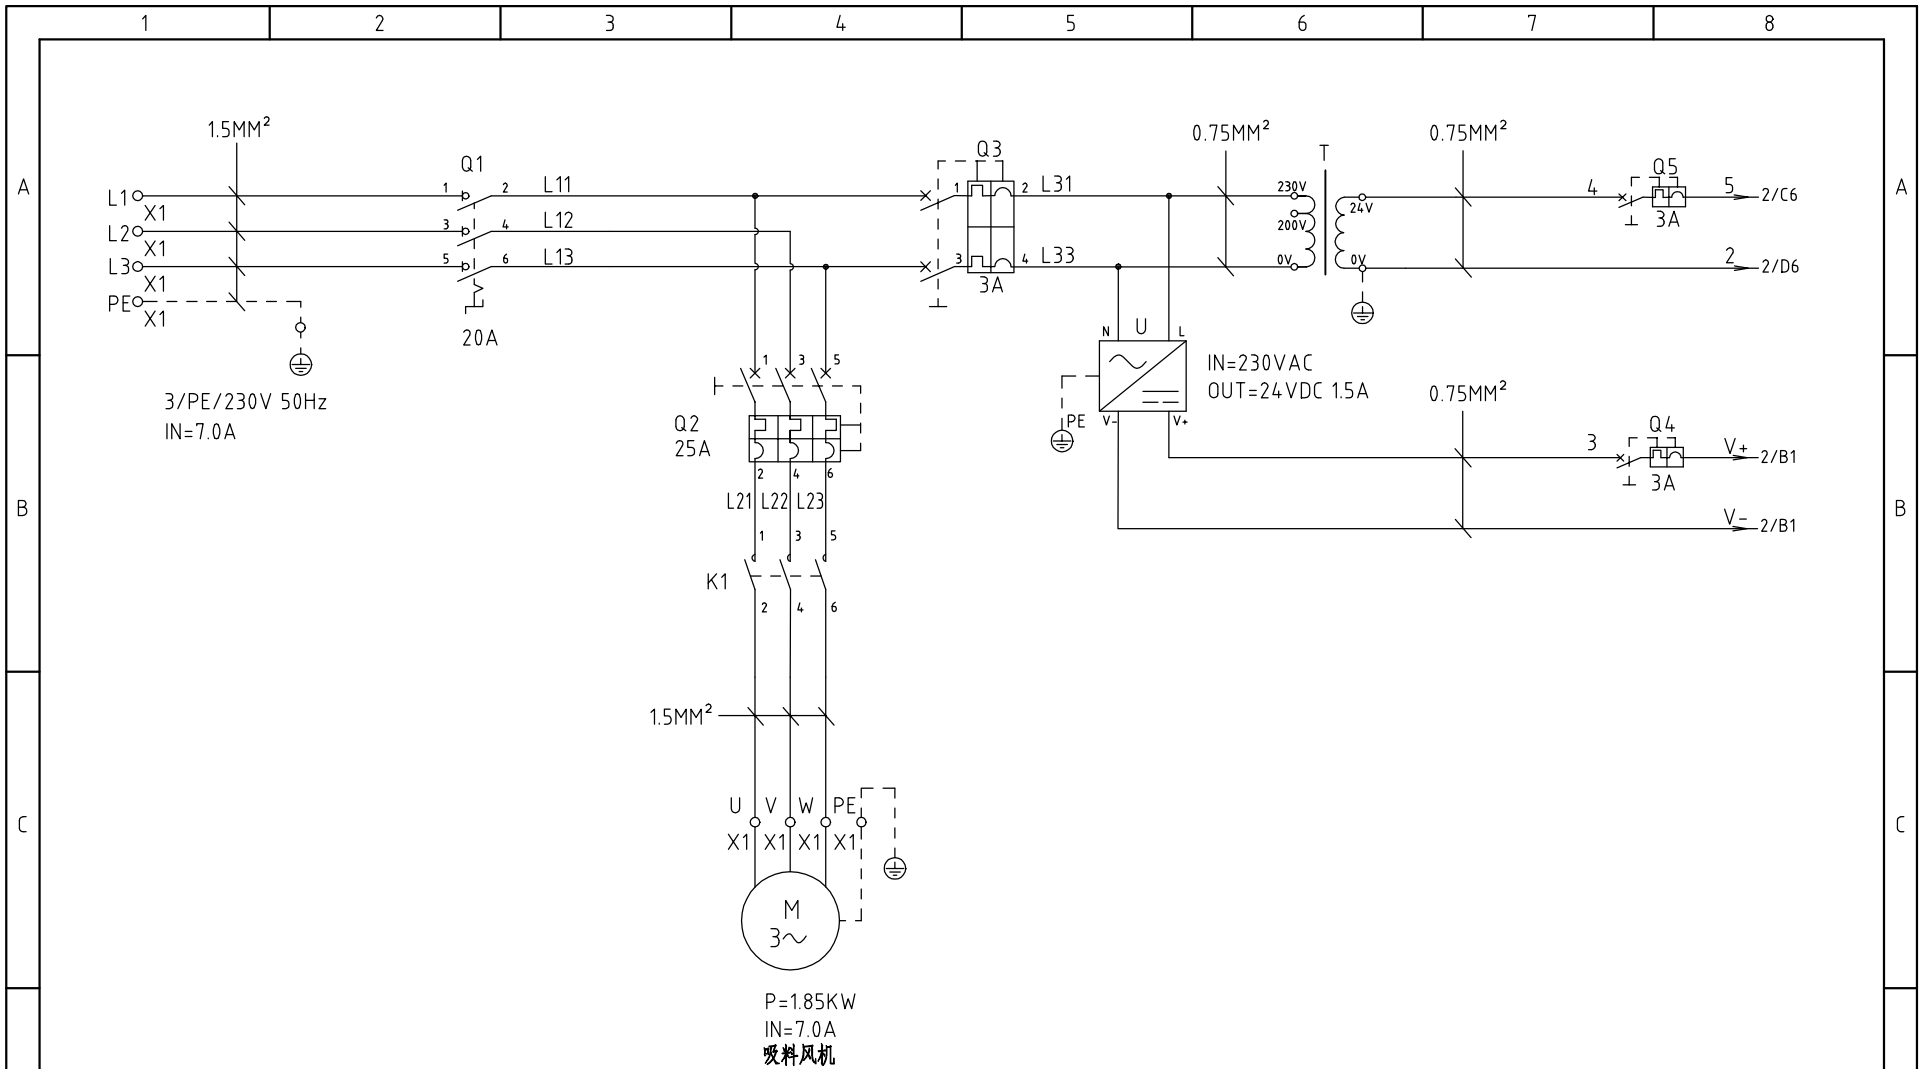 1 2 3 4 5 6 7 8
1.5MM²
0.75MM²
0.75MM²
A
A
Q1
Q3
T
Q5
L1
X1
1
2
L11
1
2
L31
230V
200V
0V
24V
0V
4
3A
5
2/C6
L2
X1
3
4
L12
L3
X1
5
6
L13
3
4
L33
3A
2
2/D6
PE
X1
20A
N U L
IN=230VAC
OUT=24VDC 1.5A
PE
V- V+
3/PE/230V 50Hz
IN=7.0A
1 3 5
Q2
25A
2 4 6
0.75MM²
3
Q4
3A
V+
2/B1
V-
2/B1
B
B
L21 L22 L23
1 3 5
K1
2 4 6
1.5MM²
C
C
U V W PE
X1 X1 X1 X1
M
3~
P=1.85KW
IN=7.0A
吸料风机